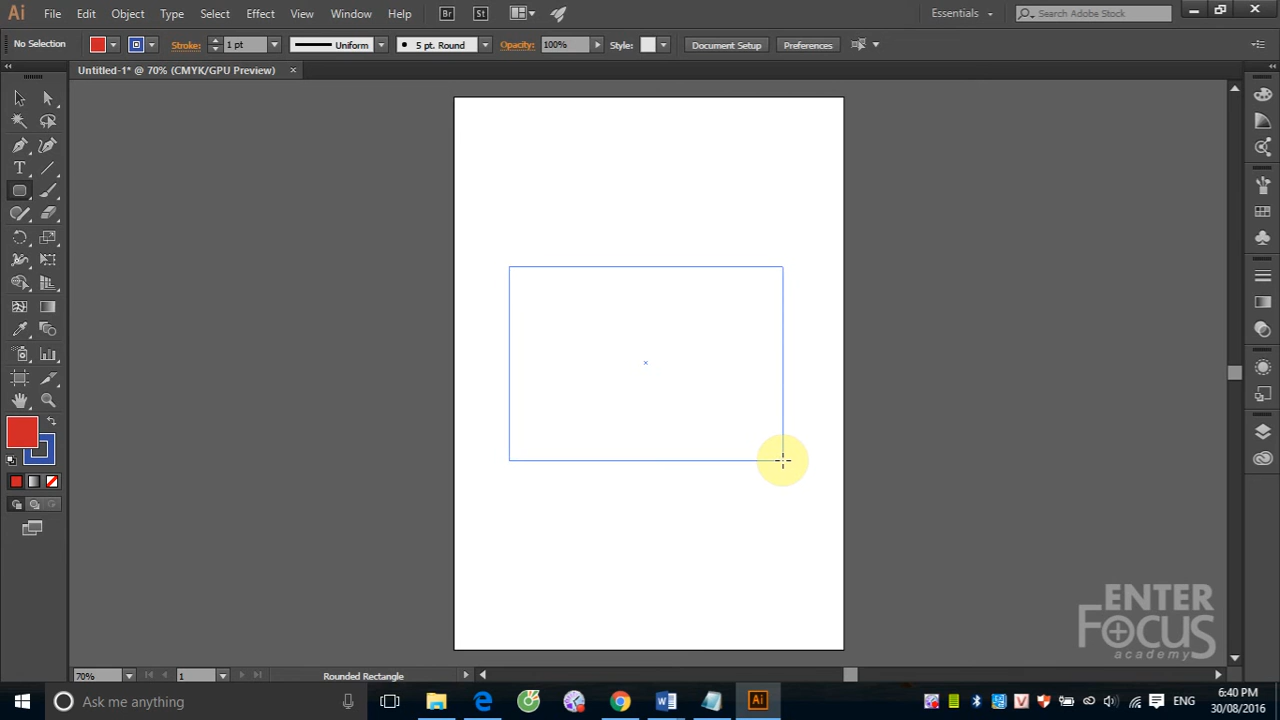 Ai File Edit Object Type Select Effect View Window Help Br St Essentials Search Adobe Stock
No Selection Stroke: 1 pt Uniform 5 pt. Round Opacity: 100% Style: Document Setup Preferences
Untitled-1* @ 70% (CMYK/GPU Preview) ×
T
ENTER
FOCUS
academy
70% 1 Rounded Rectangle
Ask me anything Ai ENG 6:40 PM
30/08/2016